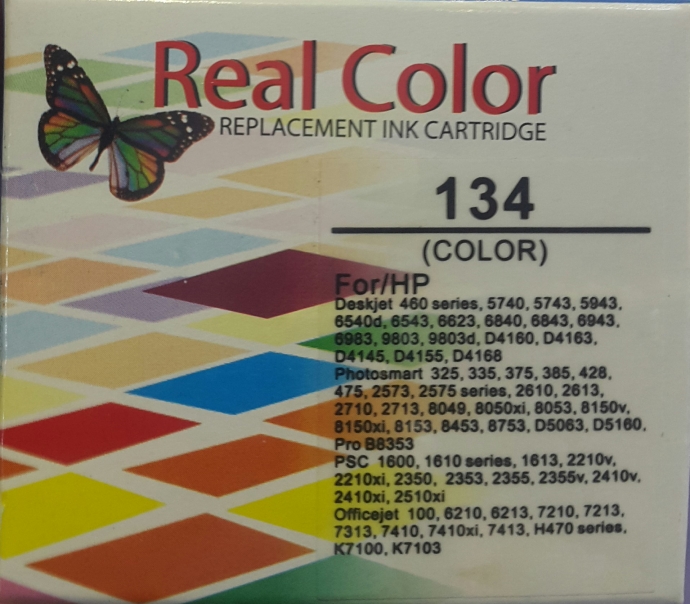 Real Color
REPLACEMENT INK CARTRIDGE
134
(COLOR)
For/HP
Deskjet 460 series, 5740, 5743, 5943,
6540d, 6543, 6623, 6840, 6843, 6943,
6983, 9803, 9803d, D4160, D4163,
D4145, D4155, D4168
Photosmart 325, 335, 375, 385, 428,
475, 2573, 2575 series, 2610, 2613,
2710, 2713, 8049, 8050xi, 8053, 8150v,
8150xi, 8153, 8453, 8753, D5063, D5160,
Pro B8353
PSC 1600, 1610 series, 1613, 2210v,
2210xi, 2350, 2353, 2355, 2355v, 2410v,
2410xi, 2510xi
Officejet 100, 6210, 6213, 7210, 7213,
7313, 7410, 7410xi, 7413, H470 series,
K7100, K7103